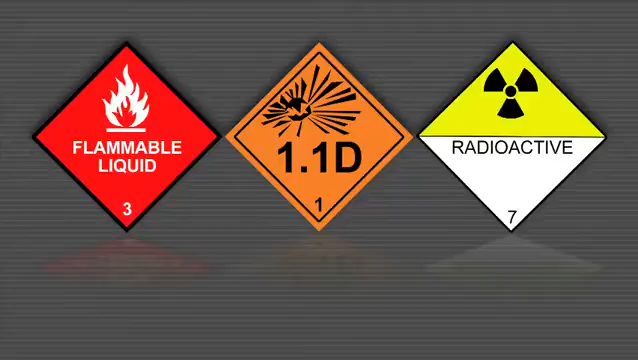 FLAMMABLE
LIQUID
3
1.1D
1
RADIOACTIVE
7